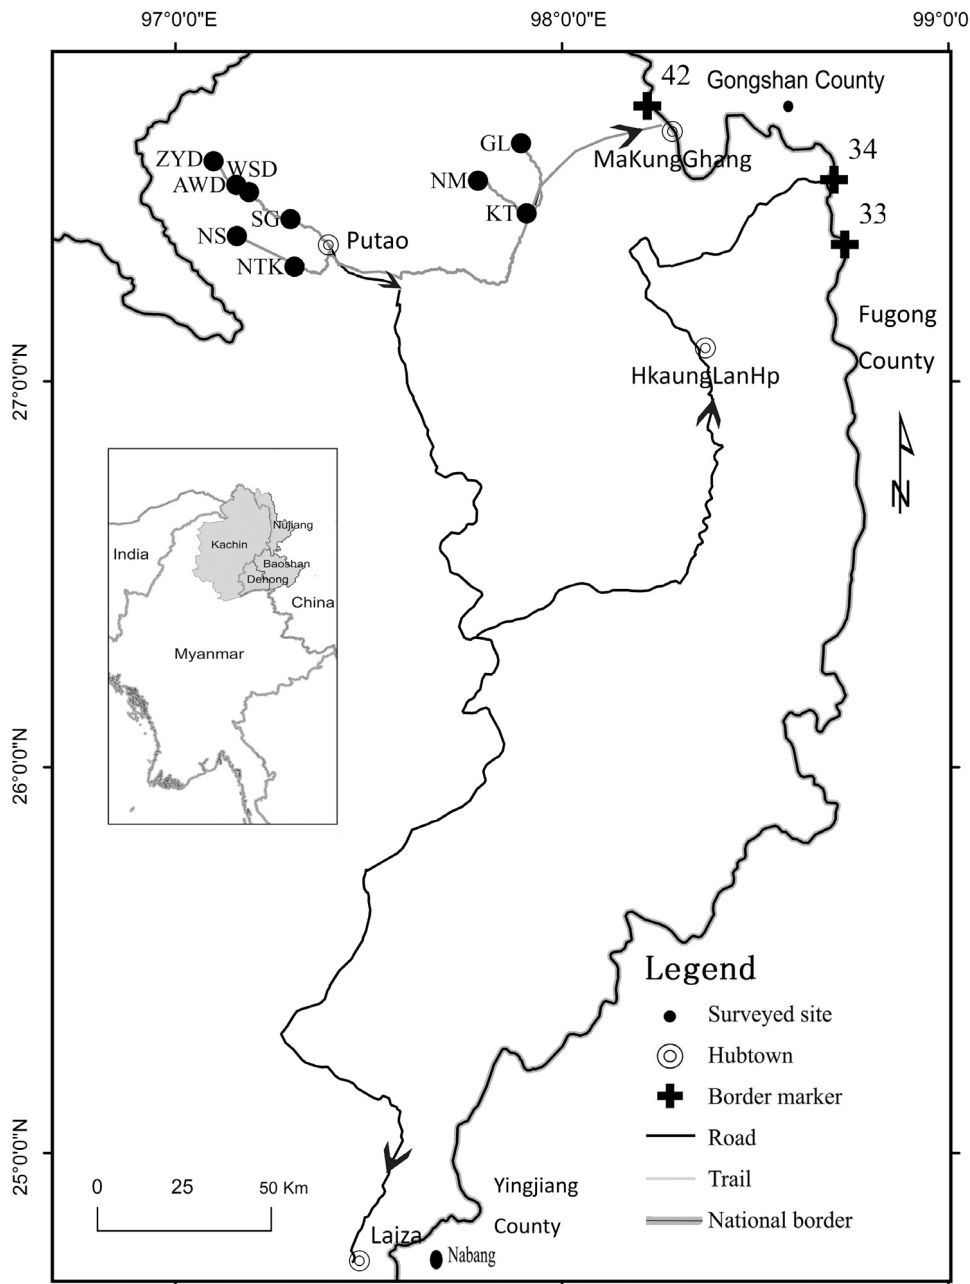 97°0'0"E
98°0'0"E
99°0'0
42
Gongshan County
34
33
GL
MaKungGhang
ZYD
WSD
AWD
NM
SG
KT
NS
Putao
NTK
Fugong
County
27°0'0"N
HkaungLanHp
N
Nujiang
Kachin
India
Baoshan
Dehong
China
Myanmar
26°0'0"N
Legend
Surveyed site
Hubtown
Border marker
Road
Trail
National border
25°0'0"N
0 25 50 Km
Yingjiang
County
Laiza
Nabang